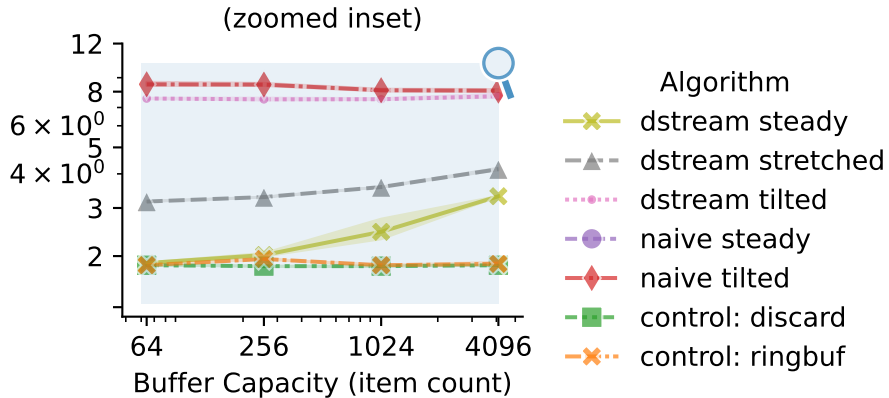 (zoomed inset)
12
8
6 × 10⁰
5
4 × 10⁰
3
2
64 256 1024 4096
Buffer Capacity (item count)
Algorithm
dstream steady
dstream stretched
dstream tilted
naive steady
naive tilted
control: discard
control: ringbuf